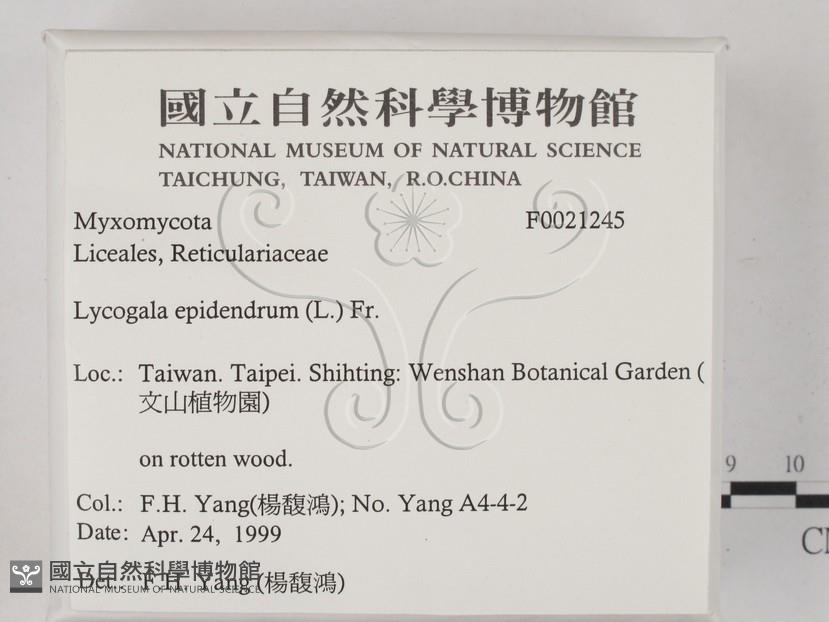 國立自然科學博物館
NATIONAL MUSEUM OF NATURAL SCIENCE
TAICHUNG, TAIWAN, R.O.CHINA
Myxomycota F0021245
Liceales, Reticulariaceae
Lycogala epidendrum (L.) Fr.
Loc.: Taiwan. Taipei. Shihting: Wenshan Botanical Garden (
文山植物園)
on rotten wood.
Col.: F.H. Yang(楊馥鴻); No. Yang A4-4-2
Date: Apr. 24, 1999
Det.: F.H. Yang (楊馥鴻)
國立自然科學博物館
NATIONAL MUSEUM OF NATURAL SCIENCE
9 10